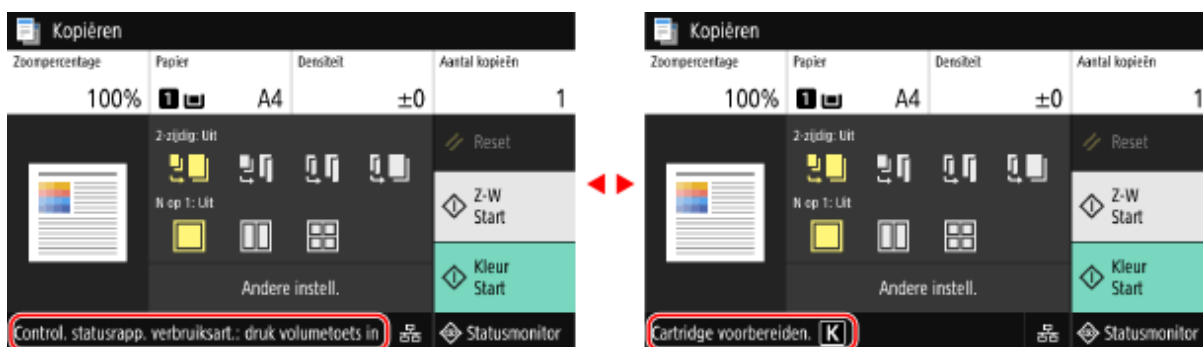 Kopiëren
Zoompercentage Papier Densiteit Aantal kopieën
100% 1 A4 ±0 1
2-zijdig: Uit
Reset
N op 1: Uit
Z-W
Start
Kleur
Start
Andere instell.
Control. statusrapp. verbruiksart.: druk volumetoets in Statusmonitor
Kopiëren
Zoompercentage Papier Densiteit Aantal kopieën
100% 1 A4 ±0 1
2-zijdig: Uit
Reset
N op 1: Uit
Z-W
Start
Kleur
Start
Andere instell.
Cartridge voorbereiden. K Statusmonitor